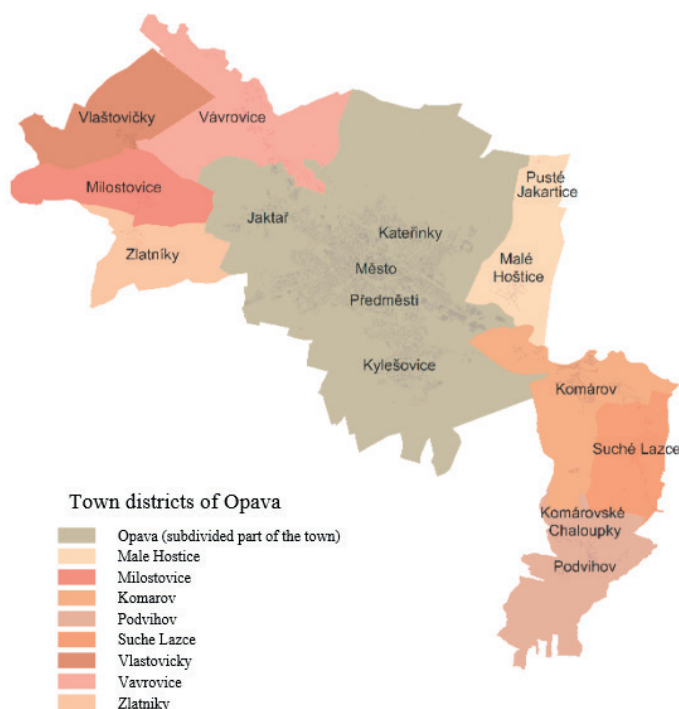 Vlaštovičky
Vávrovice
Milostovice
Pusté
Jakartice
Jaktař
Kateřinky
Zlatníky
Malé
Hoštice
Město
Předměsti
Kylešovice
Komárov
Suché Lazce
Komárovské
Chaloupky
Podvihov
Town districts of Opava
Opava (subdivided part of the town)
Male Hostice
Milostovice
Komarov
Podvihov
Suche Lazce
Vlastovicky
Vavrovice
Zlatniky